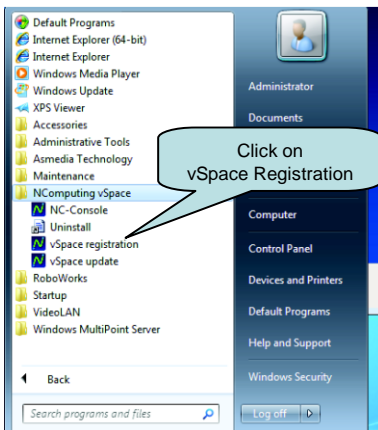 Default Programs
Internet Explorer (64-bit)
Internet Explorer
Windows Media Player
Windows Update
XPS Viewer
Accessories
Administrative Tools
Asmedia Technology
Maintenance
NComputing vSpace
NC-Console
Uninstall
vSpace registration
vSpace update
RoboWorks
Startup
VideoLAN
Windows MultiPoint Server
Back
Search programs and files
Administrator
Documents
Click on
vSpace Registration
Computer
Control Panel
Devices and Printers
Default Programs
Help and Support
Windows Security
Log off